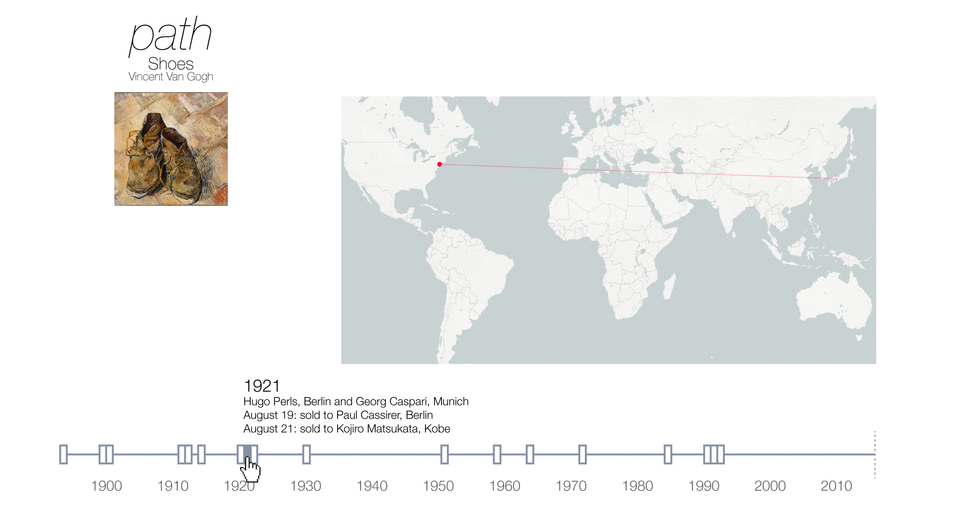 path
Shoes
Vincent Van Gogh
1921
Hugo Perls, Berlin and Georg Caspari, Munich
August 19: sold to Paul Cassirer, Berlin
August 21: sold to Kojiro Matsukata, Kobe
1900 1910 1920 1930 1940 1950 1960 1970 1980 1990 2000 2010